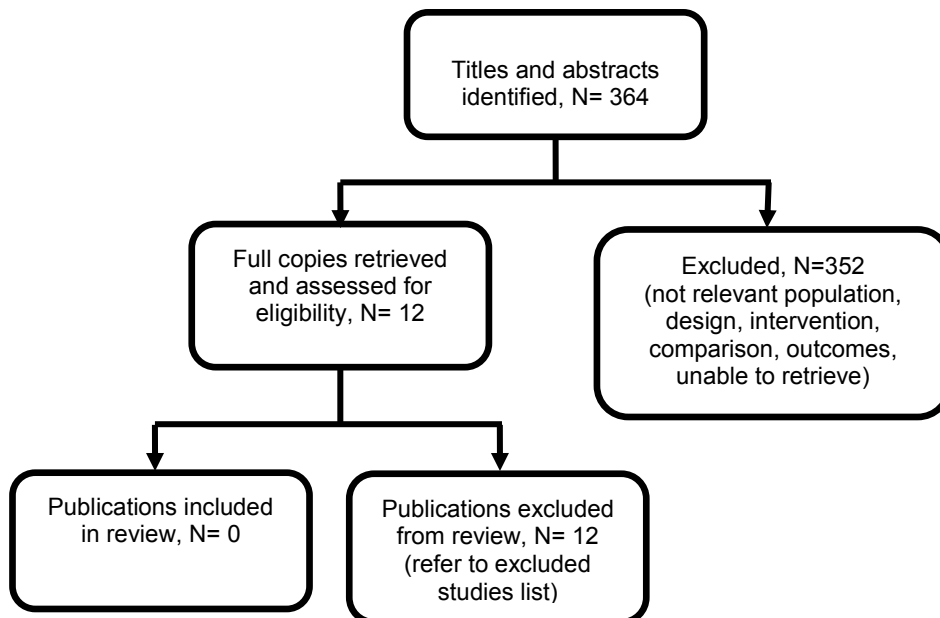 Titles and abstracts
identified, N= 364
Full copies retrieved
and assessed for
eligibility, N= 12
Excluded, N=352
(not relevant population,
design, intervention,
comparison, outcomes,
unable to retrieve)
Publications included
in review, N= 0
Publications excluded
from review, N= 12
(refer to excluded
studies list)